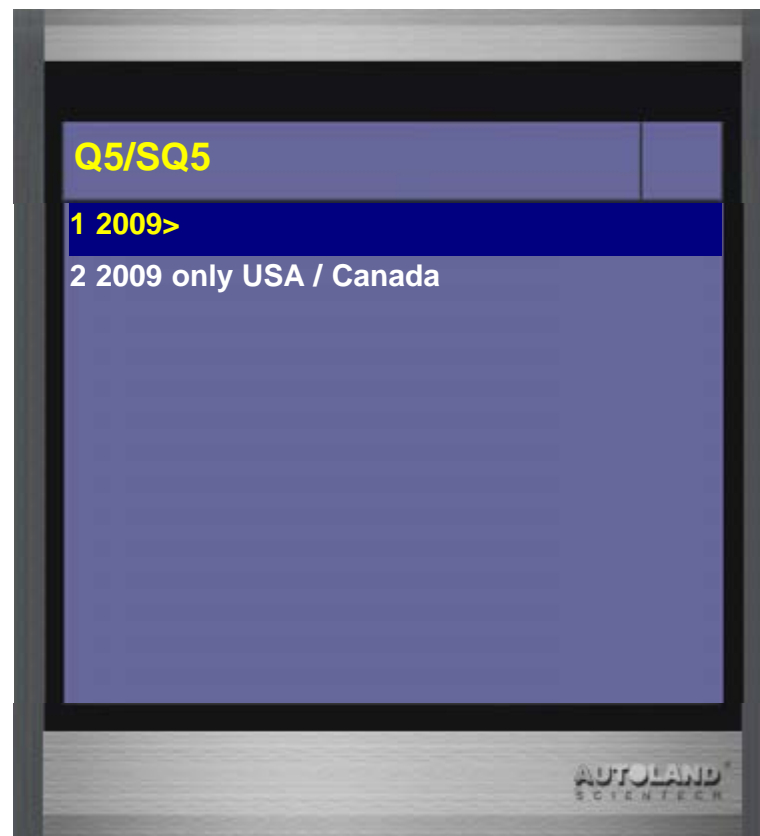 Q5/SQ5
1 2009>
2 2009 only USA / Canada
AUTOLAND
SCIENTECH